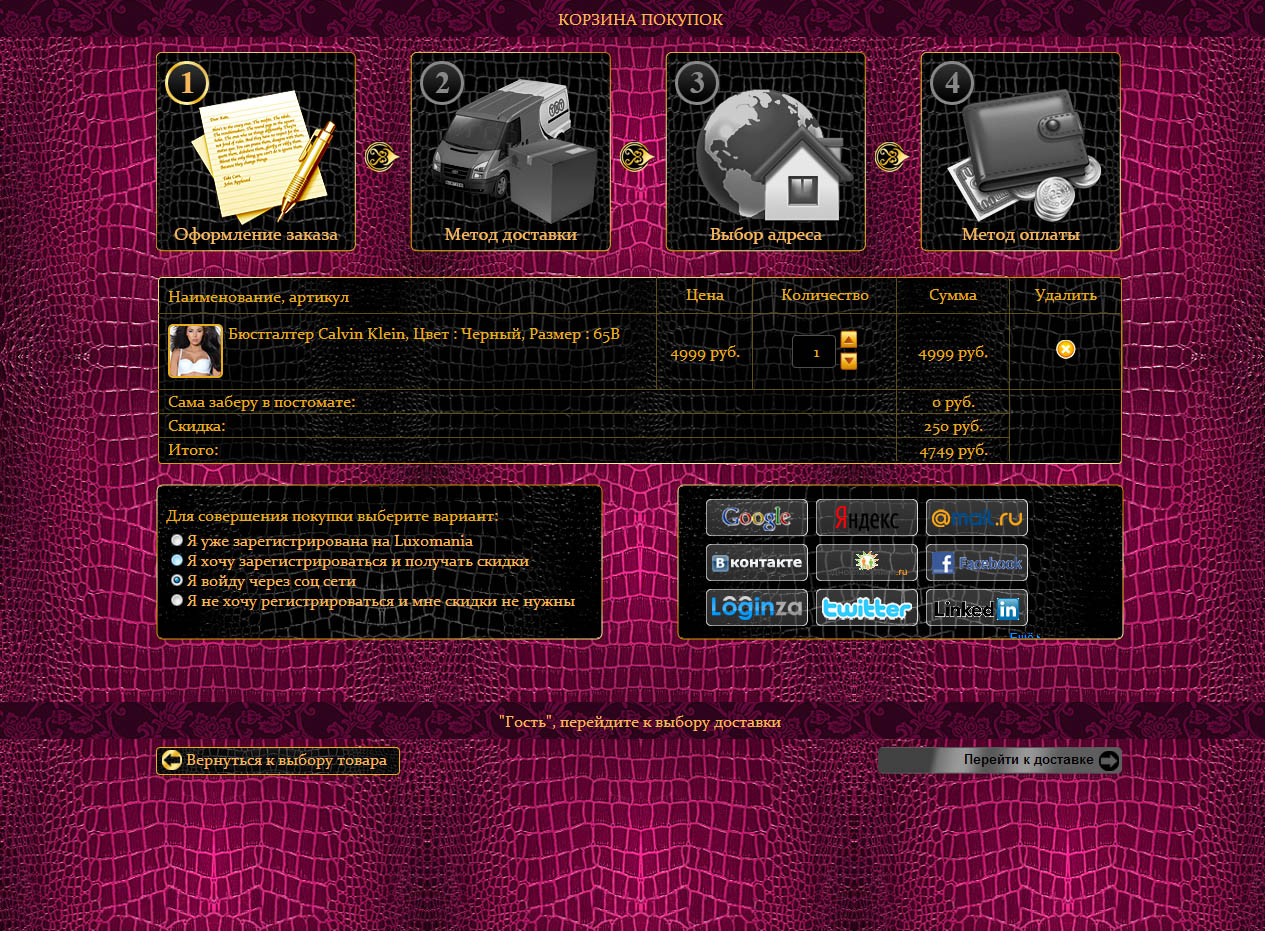 КОРЗИНА ПОКУПОК
1
2
3
4
Оформление заказа
Метод доставки
Выбор адреса
Метод оплаты
Наименование, артикул
Цена
Количество
Сумма
Удалить
Бюстгалтер Calvin Klein, Цвет : Черный, Размер : 65B
4999 руб.
1
4999 руб.
Сама заберу в постомате:
0 руб.
Скидка:
250 руб.
Итого:
4749 руб.
Для совершения покупки выберите вариант:
Я уже зарегистрирована на Luxomania
Я хочу зарегистрироваться и получать скидки
Я войду через соц сети
Я не хочу регистрироваться и мне скидки не нужны
Google
Яндекс
@mail.ru
В контакте
.ru
f Facebook
Loginza
twitter
Linked in
Ещё
"Гость", перейдите к выбору доставки
Вернуться к выбору товара
Перейти к доставке